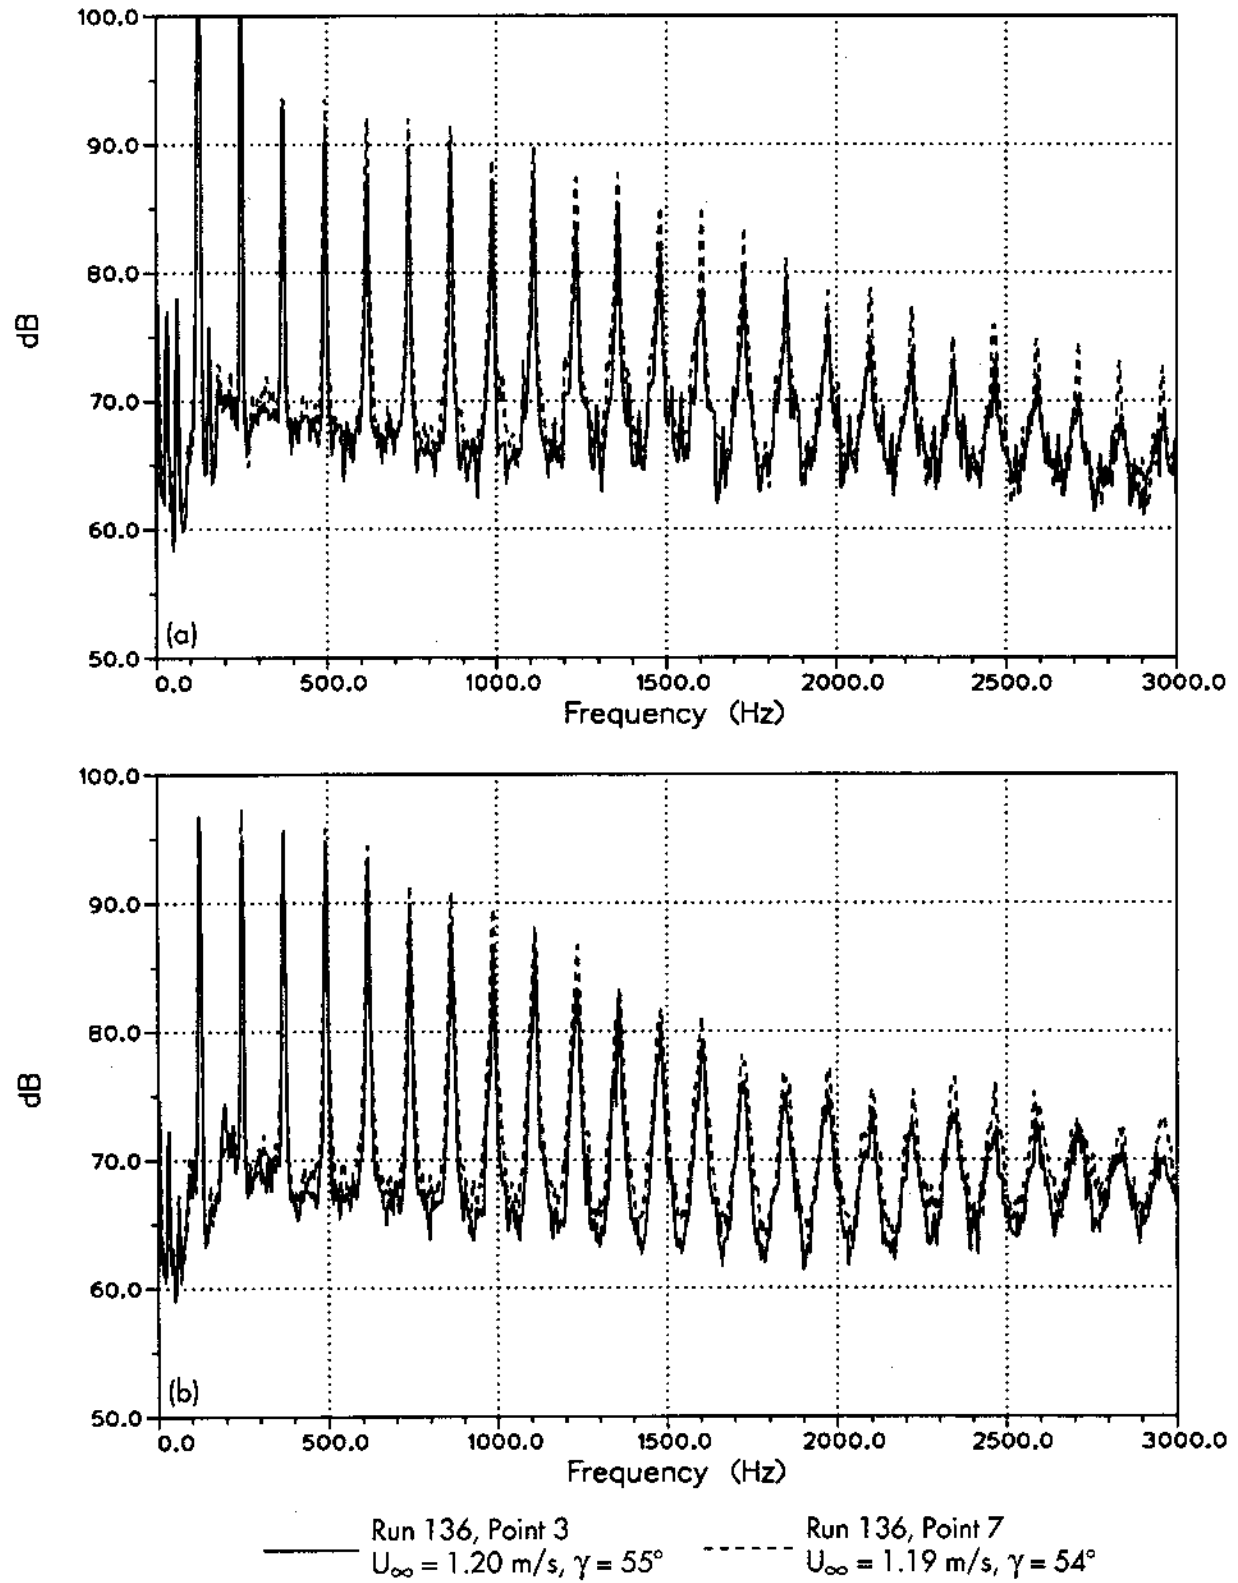 100.0
90.0
80.0
70.0
60.0
50.0
dB
(a)
0.0 500.0 1000.0 1500.0 2000.0 2500.0 3000.0
Frequency (Hz)
100.0
90.0
80.0
70.0
60.0
50.0
dB
(b)
0.0 500.0 1000.0 1500.0 2000.0 2500.0 3000.0
Frequency (Hz)
Run 136, Point 3
U∞ = 1.20 m/s, γ = 55°
Run 136, Point 7
U∞ = 1.19 m/s, γ = 54°